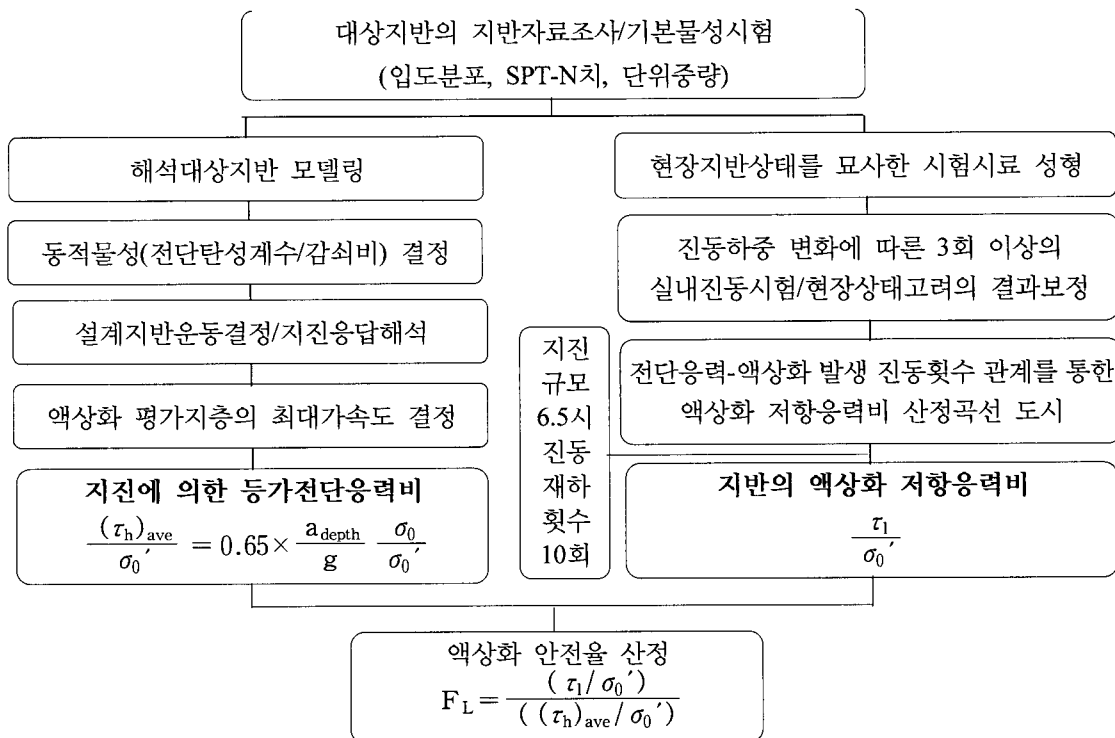 대상지반의 지반자료조사/기본물성시험
(입도분포, SPT-N치, 단위중량)
해석대상지반 모델링
동적물성(전단탄성계수/감쇠비) 결정
설계지반운동결정/지진응답해석
액상화 평가지층의 최대가속도 결정
지진에 의한 등가전단응력비
(τh)ave / σ0′ = 0.65× adepth / g σ0 / σ0′
현장지반상태를 묘사한 시험시료 성형
진동하중 변화에 따른 3회 이상의
실내진동시험/현장상태고려의 결과보정
전단응력-액상화 발생 진동횟수 관계를 통한
액상화 저항응력비 산정곡선 도시
지진
규모
6.5시
진동
재하
횟수
10회
지반의 액상화 저항응력비
τl / σ0′
액상화 안전율 산정
FL = (τl/σ0′) / ((τh)ave/σ0′)